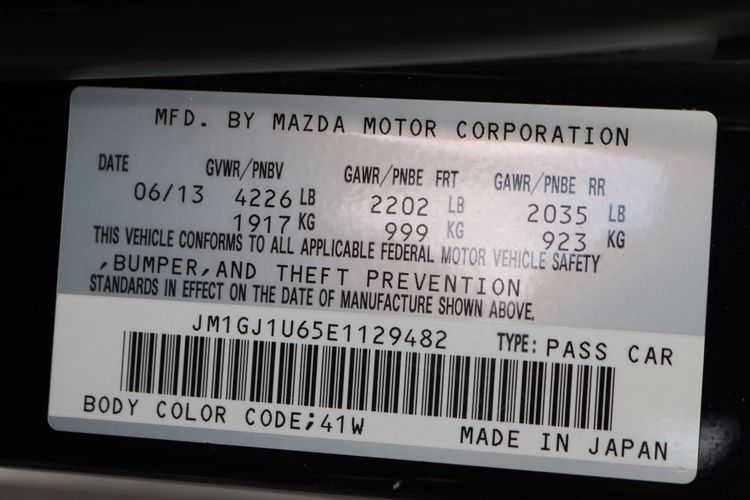 MFD. BY MAZDA MOTOR CORPORATION
DATE GVWR/PNBV GAWR/PNBE FRT GAWR/PNBE RR
06/13 4226 LB 2202 LB 2035 LB
1917 KG 999 KG 923 KG
THIS VEHICLE CONFORMS TO ALL APPLICABLE FEDERAL MOTOR VEHICLE SAFETY
,BUMPER,AND THEFT PREVENTION
STANDARDS IN EFFECT ON THE DATE OF MANUFACTURE SHOWN ABOVE.
JM1GJ1U65E1129482 TYPE: PASS CAR
BODY COLOR CODE;41W MADE IN JAPAN